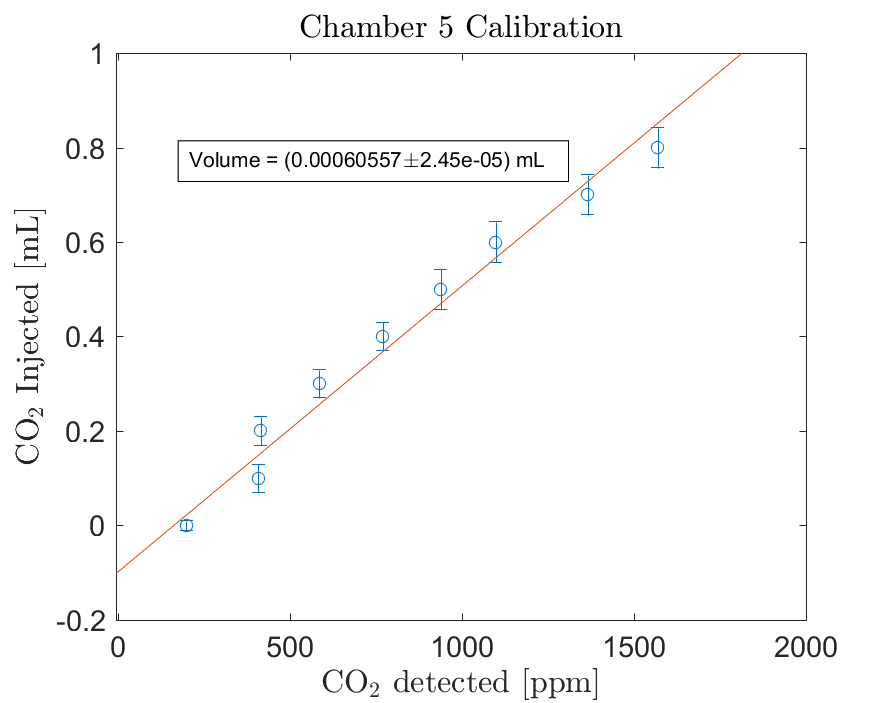 Chamber 5 Calibration
CO₂ Injected [mL]
1
0.8
0.6
0.4
0.2
0
-0.2
Volume = (0.00060557±2.45e-05) mL
0 500 1000 1500 2000
CO₂ detected [ppm]